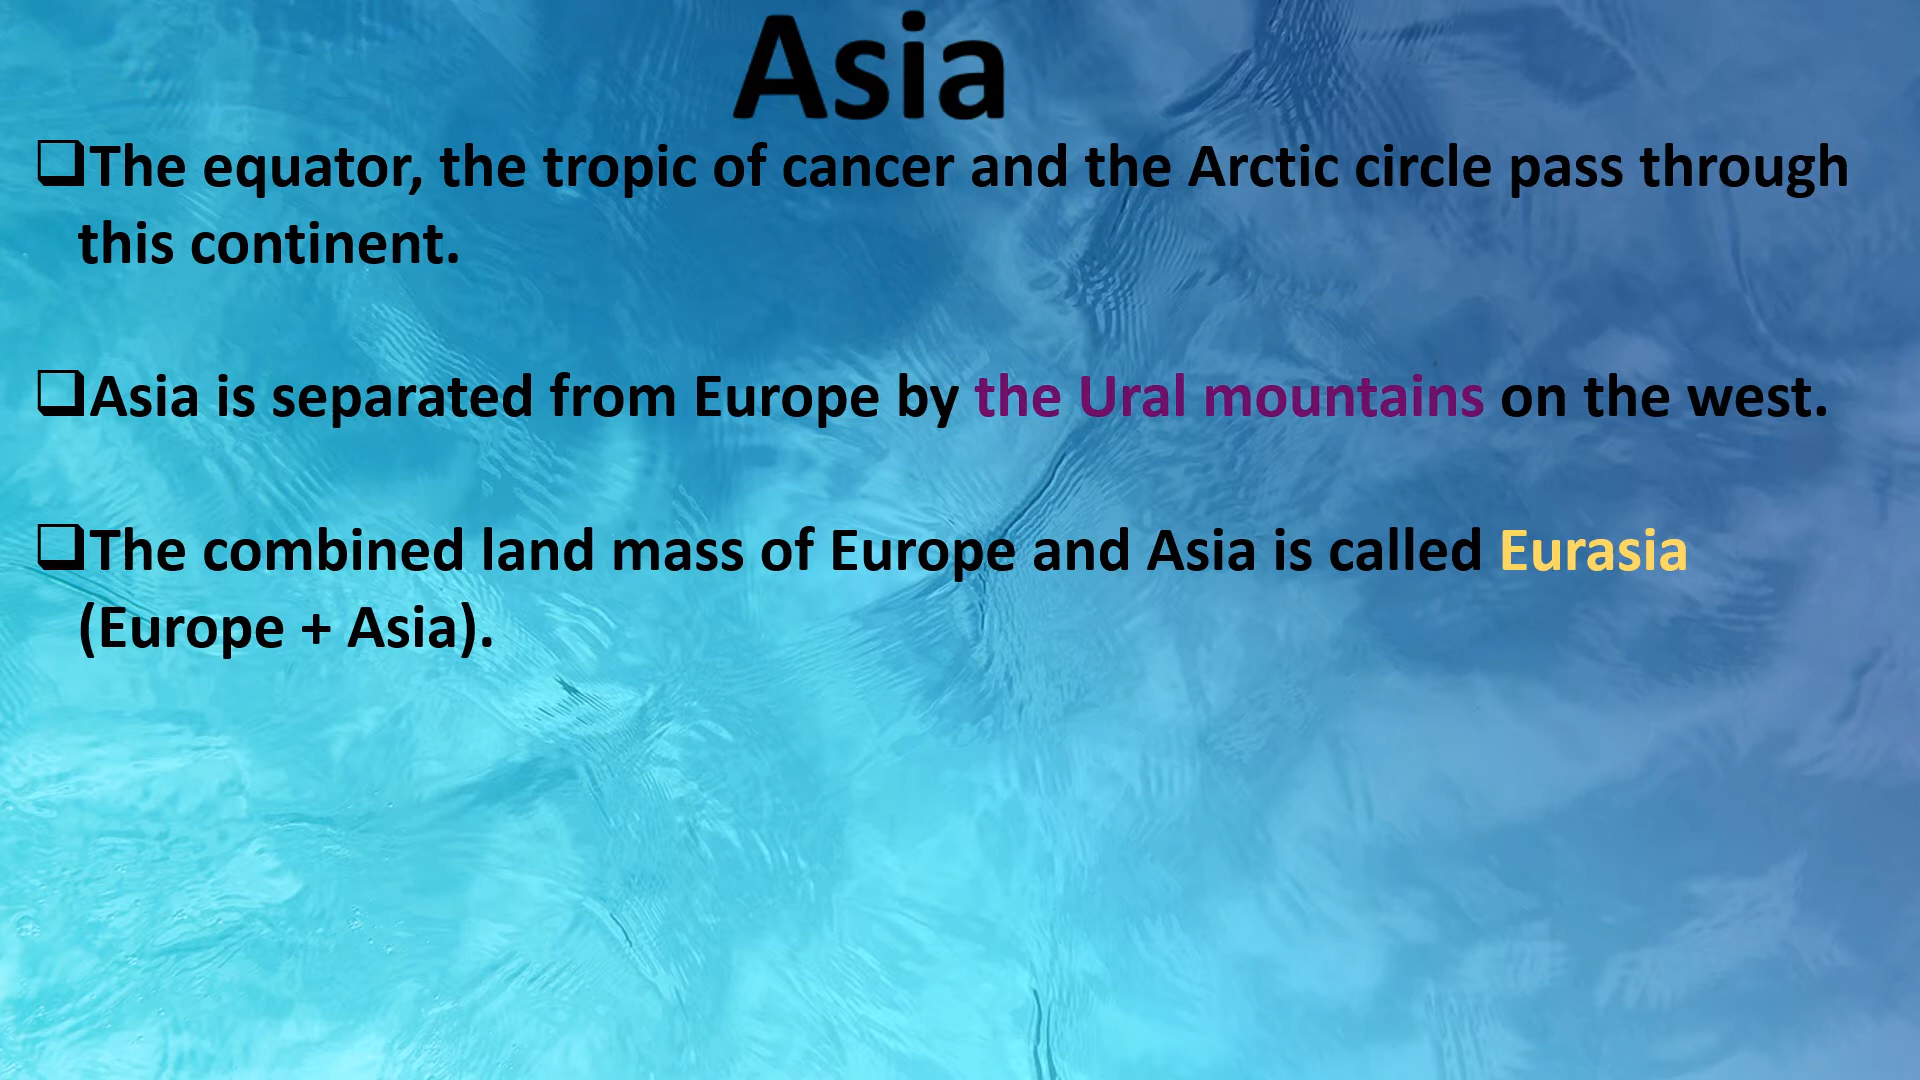 Asia
❑The equator, the tropic of cancer and the Arctic circle pass through
this continent.
❑Asia is separated from Europe by the Ural mountains on the west.
❑The combined land mass of Europe and Asia is called Eurasia
(Europe + Asia).